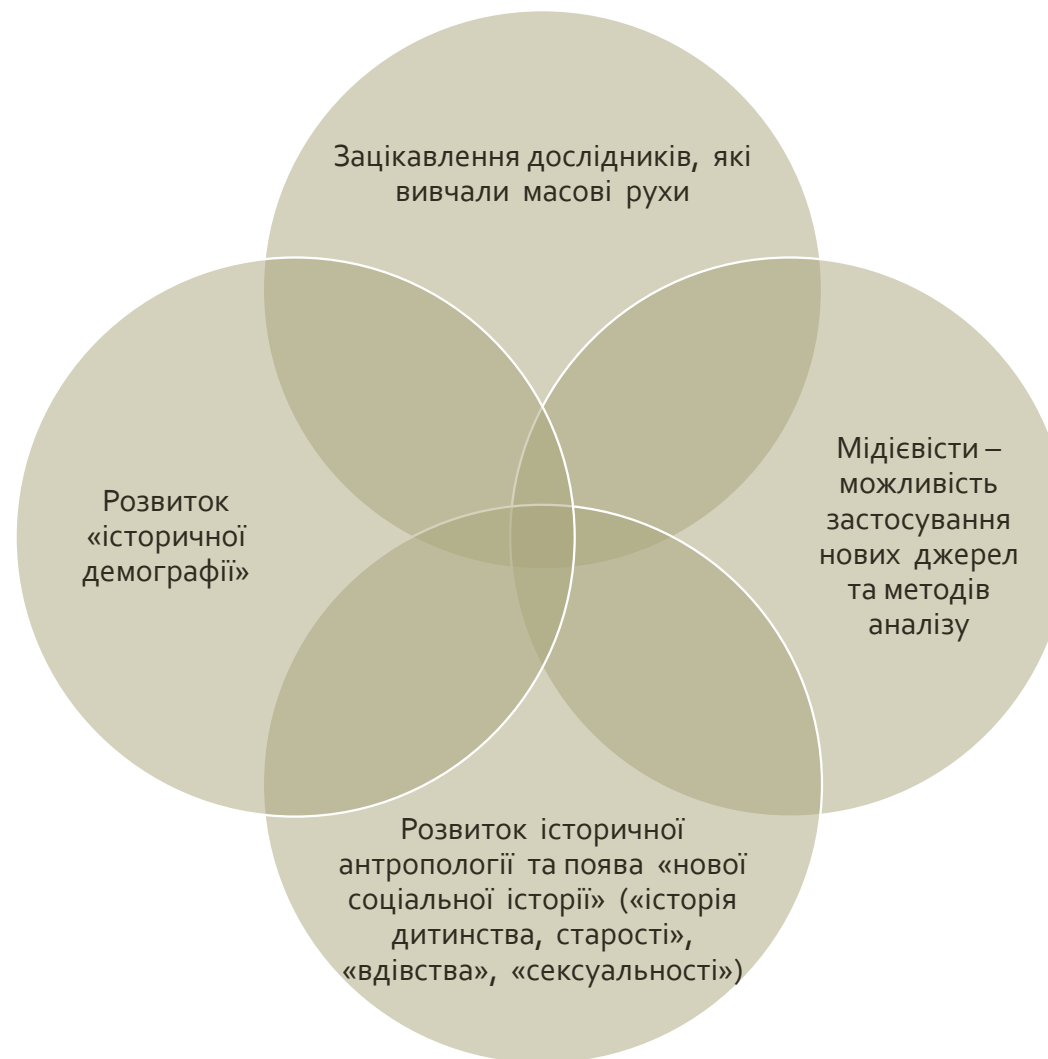 Зацікавлення дослідників, які
вивчали масові рухи
Розвиток
«історичної
демографії»
Мідієвісти –
можливість
застосування
нових джерел
та методів
аналізу
Розвиток історичної
антропології та поява «нової
соціальної історії» («історія
дитинства, старості»,
«вдівства», «сексуальності»)